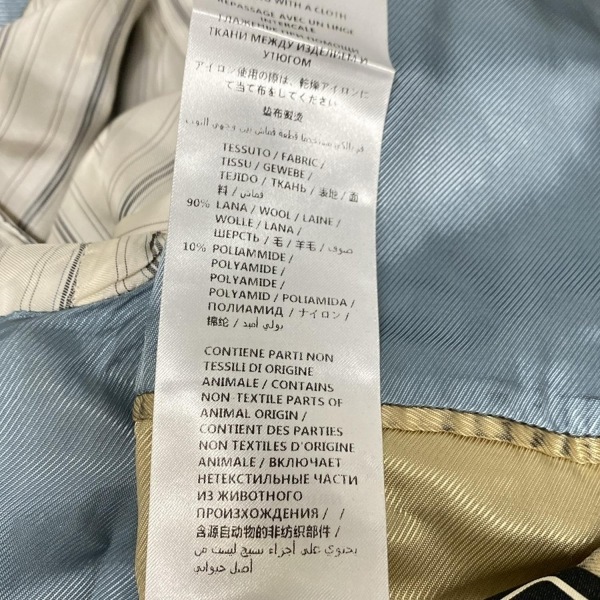 WITH A CLOTH
REPASSAGE AVEC UN LINGE
INTERCALE
ТКАНИ МЕЖДУ ИЗДЕЛИЕМ И
УТЮГОМ
アイロン使用の際は、乾燥アイロンに
て当て布をしてください
垫布熨烫
TESSUTO / FABRIC /
TISSU / GEWEBE /
TEJIDO / ТКАНЬ / 表地 / 面
料 / قماش /
90% LANA / WOOL / LAINE /
WOLLE / LANA /
ШЕРСТЬ / 毛 / 羊毛 / صوف
10% POLIAMMIDE /
POLYAMIDE /
POLYAMIDE /
POLYAMID / POLIAMIDA /
ПОЛИАМИД / ナイロン /
锦纶 / بولي أميد /
CONTIENE PARTI NON
TESSILI DI ORIGINE
ANIMALE / CONTAINS
NON-TEXTILE PARTS OF
ANIMAL ORIGIN /
CONTIENT DES PARTIES
NON TEXTILES D'ORIGINE
ANIMALE / ВКЛЮЧАЕТ
НЕТЕКСТИЛЬНЫЕ ЧАСТИ
ИЗ ЖИВОТНОГО
ПРОИСХОЖДЕНИЯ / /
含源自动物的非纺织部件 /
يحتوي على أجزاء نسيج ليست من
أصل حيواني